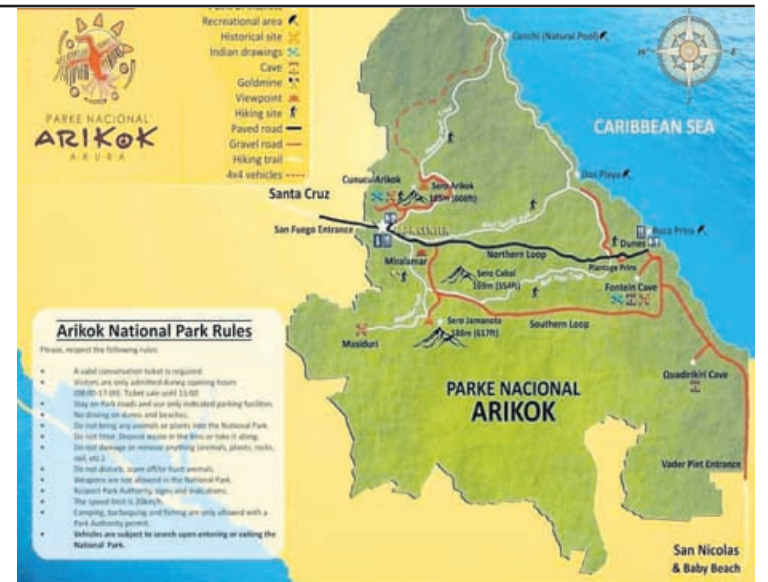 Recreational area
Historical site
Indian drawings
Cave
Goldmine
Viewpoint
Hiking site
Paved road
Gravel road
Hiking trail
4x4 vehicles
PARKE NACIONAL
ARIKOK
ARUBA
Conchi (Natural Pool)
W
E
CARIBBEAN SEA
Santa Cruz
Cunucu Arikok
Sero Arikok
185m (606ft)
Dos Playa
San Fuego Entrance
Boca Prins
Dunes
Northern Loop
Miralamar
Plantage Prins
Sero Cabai
169m (554ft)
Fontein Cave
Sero Jamanota
188m (617ft)
Southern Loop
Masiduri
Quadirikiri Cave
PARKE NACIONAL
ARIKOK
Vader Piet Entrance
San Nicolas
& Baby Beach
Arikok National Park Rules
Please, respect the following rules:
A valid conservation ticket is required.
Visitors are only admitted during opening hours
Ticket sale until
Stay on Park roads and use only indicated parking facilities.
No driving on dunes and beaches.
Do not bring any animals or plants into the National Park.
Do not litter. Deposit waste in the bins or take it along.
Do not damage or remove anything (animals, plants, rocks,
soil, etc.)
Do not disturb, scare off/or hunt animals.
Weapons are not allowed in the National Park.
Respect Park Authority, signs and indications.
The speed limit is 20km/h.
Camping, barbequing and fishing are only allowed with a
Park Authority permit.
Vehicles are subject to search upon entering or exiting the
National Park.